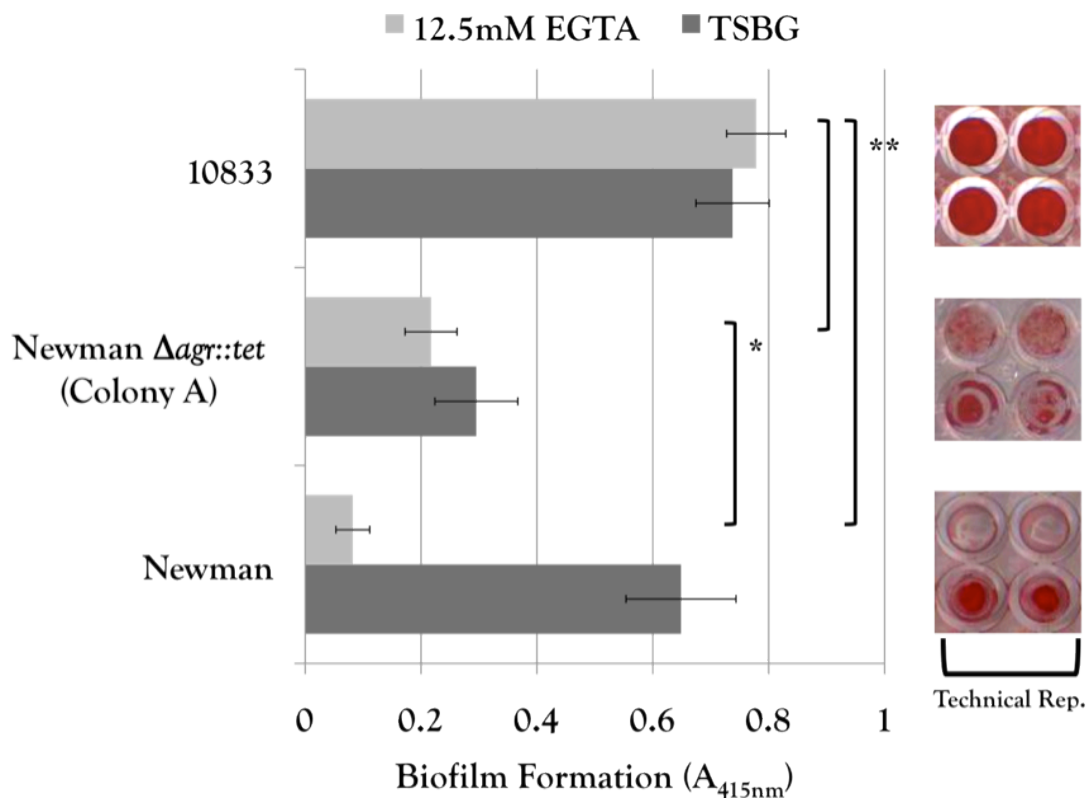 12.5mM EGTA TSBG
10833
**
Newman Δagr::tet
(Colony A)
*
Newman
Technical Rep.
0 0.2 0.4 0.6 0.8 1
Biofilm Formation (A415nm)